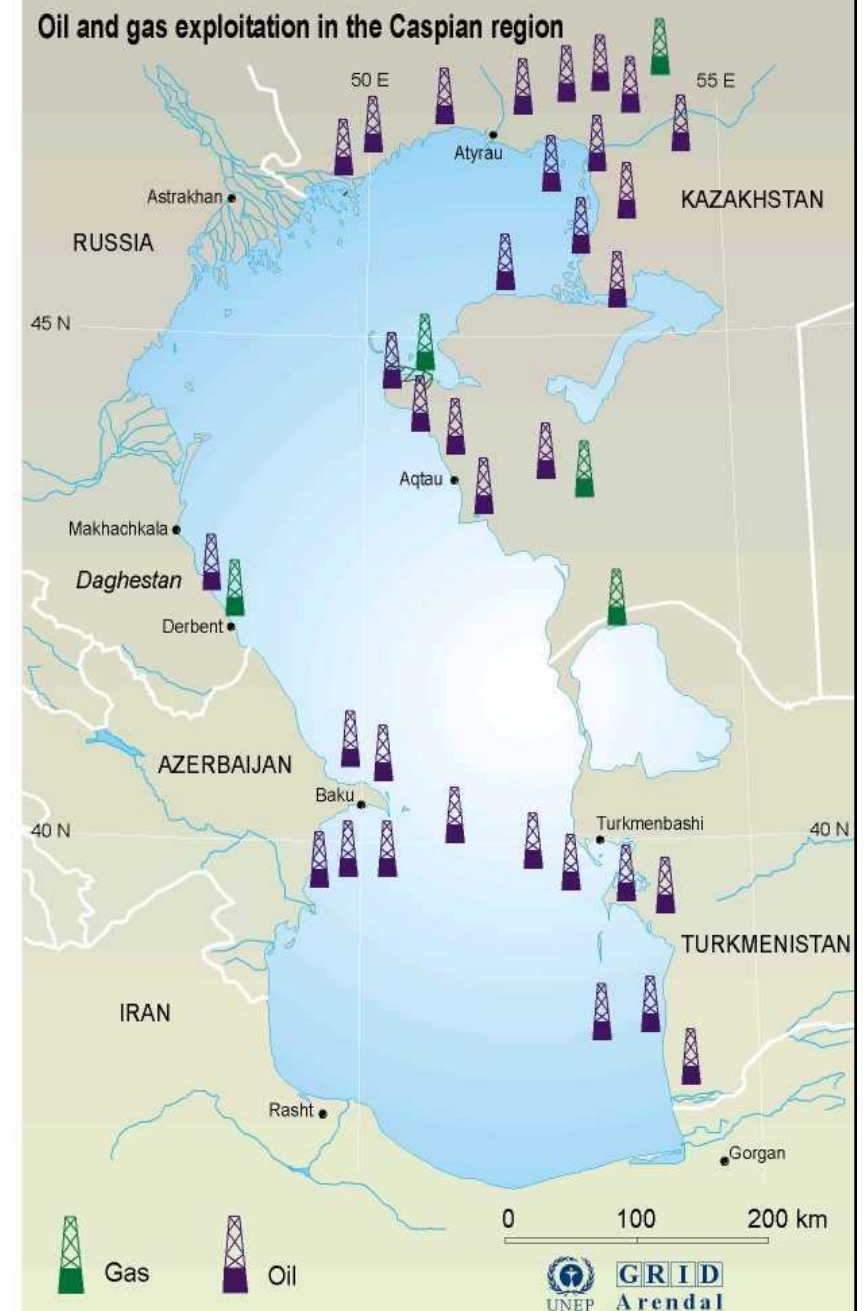 Oil and gas exploitation in the Caspian region
50 E
55 E
Atyrau
Astrakhan
KAZAKHSTAN
RUSSIA
45 N
Aqtau
Makhachkala
Daghestan
Derbent
AZERBAIJAN
Baku
Turkmenbashi
40 N
40 N
TURKMENISTAN
IRAN
Rasht
Gorgan
0 100 200 km
Gas Oil
UNEP
GRID
Arendal